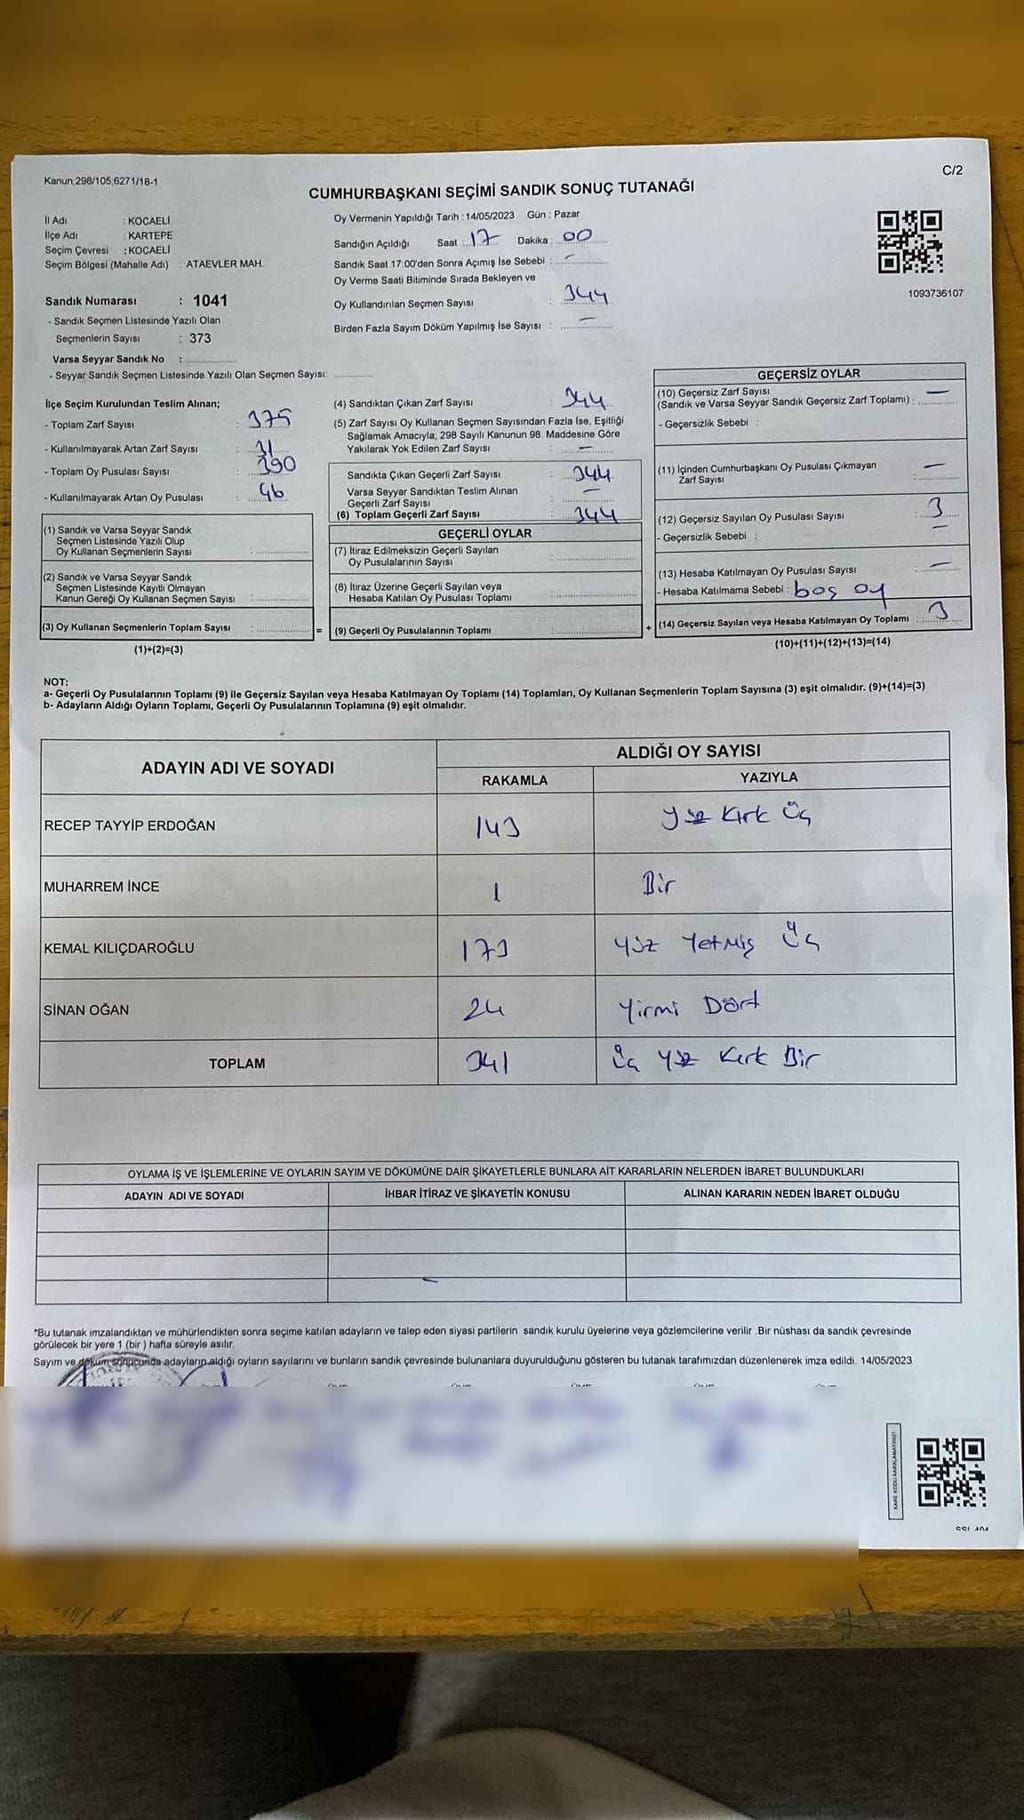 Kanun;298/105;6271/18-1
C/2
CUMHURBAŞKANI SEÇİMİ SANDIK SONUÇ TUTANAĞI
İl Adı : KOCAELİ
İlçe Adı : KARTEPE
Seçim Çevresi : KOCAELİ
Seçim Bölgesi (Mahalle Adı) : ATAEVLER MAH.
Sandık Numarası : 1041
- Sandık Seçmen Listesinde Yazılı Olan
Seçmenlerin Sayısı : 373
Varsa Seyyar Sandık No :
- Seyyar Sandık Seçmen Listesinde Yazılı Olan Seçmen Sayısı:
Oy Vermenin Yapıldığı Tarih : 14/05/2023 Gün : Pazar
Sandığın Açıldığı Saat : 17 Dakika : 00
Sandık Saat 17:00'den Sonra Açımış İse Sebebi : -
Oy Verme Saati Bitiminde Sırada Bekleyen ve
Oy Kullandırılan Seçmen Sayısı : 344
Birden Fazla Sayım Döküm Yapılmış İse Sayısı : -
1093736107
İlçe Seçim Kurulundan Teslim Alınan;
- Toplam Zarf Sayısı : 375
- Kullanılmayarak Artan Zarf Sayısı : 31
- Toplam Oy Pusulası Sayısı : 390
- Kullanılmayarak Artan Oy Pusulası : 46
(1) Sandık ve Varsa Seyyar Sandık
Seçmen Listesinde Yazılı Olup
Oy Kullanan Seçmenlerin Sayısı :
(2) Sandık ve Varsa Seyyar Sandık
Seçmen Listesinde Kayıtlı Olmayan
Kanun Gereği Oy Kullanan Seçmen Sayısı :
(3) Oy Kullanan Seçmenlerin Toplam Sayısı : =
(1)+(2)=(3)
(4) Sandıktan Çıkan Zarf Sayısı : 344
(5) Zarf Sayısı Oy Kullanan Seçmen Sayısından Fazla İse, Eşitliği
Sağlamak Amacıyla, 298 Sayılı Kanunun 98. Maddesine Göre
Yakılarak Yok Edilen Zarf Sayısı : -
Sandıkta Çıkan Geçerli Zarf Sayısı : 344
Varsa Seyyar Sandıktan Teslim Alınan
Geçerli Zarf Sayısı : -
(6) Toplam Geçerli Zarf Sayısı : 344
GEÇERLİ OYLAR
(7) İtiraz Edilmeksizin Geçerli Sayılan
Oy Pusulalarının Sayısı :
(8) İtiraz Üzerine Geçerli Sayılan veya
Hesaba Katılan Oy Pusulası Toplamı :
(9) Geçerli Oy Pusulalarının Toplamı : +
GEÇERSİZ OYLAR
(10) Geçersiz Zarf Sayısı
(Sandık ve Varsa Seyyar Sandık Geçersiz Zarf Toplamı) : -
- Geçersizlik Sebebi :
(11) İçinden Cumhurbaşkanı Oy Pusulası Çıkmayan
Zarf Sayısı : -
(12) Geçersiz Sayılan Oy Pusulası Sayısı : 3
- Geçersizlik Sebebi : -
(13) Hesaba Katılmayan Oy Pusulası Sayısı : -
- Hesaba Katılmama Sebebi : boş oy
(14) Geçersiz Sayılan veya Hesaba Katılmayan Oy Toplamı : 3
(10)+(11)+(12)+(13)=(14)
NOT:
a- Geçerli Oy Pusulalarının Toplamı (9) ile Geçersiz Sayılan veya Hesaba Katılmayan Oy Toplamı (14) Toplamları, Oy Kullanan Seçmenlerin Toplam Sayısına (3) eşit olmalıdır. (9)+(14)=(3)
b- Adayların Aldığı Oyların Toplamı, Geçerli Oy Pusulalarının Toplamına (9) eşit olmalıdır.
ADAYIN ADI VE SOYADI ALDIĞI OY SAYISI
RAKAMLA YAZIYLA
RECEP TAYYİP ERDOĞAN 143 Yüz Kırk Üç
MUHARREM İNCE 1 Bir
KEMAL KILIÇDAROĞLU 173 Yüz Yetmiş Üç
SİNAN OĞAN 24 Yirmi Dört
TOPLAM 341 Üç Yüz Kırk Bir
OYLAMA İŞ VE İŞLEMLERİNE VE OYLARIN SAYIM VE DÖKÜMÜNE DAİR ŞİKAYETLERLE BUNLARA AİT KARARLARIN NELERDEN İBARET BULUNDUKLARI
ADAYIN ADI VE SOYADI İHBAR İTİRAZ VE ŞİKAYETİN KONUSU ALINAN KARARIN NEDEN İBARET OLDUĞU
-
*Bu tutanak imzalandıktan ve mühürlendikten sonra seçime katılan adayların ve talep eden siyasi partilerin sandık kurulu üyelerine veya gözlemcilerine verilir .Bir nüshası da sandık çevresinde
görülecek bir yere 1 (bir ) hafta süreyle asılır.
Sayım ve döküm sonucunda adayların aldığı oyların sayılarını ve bunların sandık çevresinde bulunanlara duyurulduğunu gösteren bu tutanak tarafımızdan düzenlenerek imza edildi. 14/05/2023